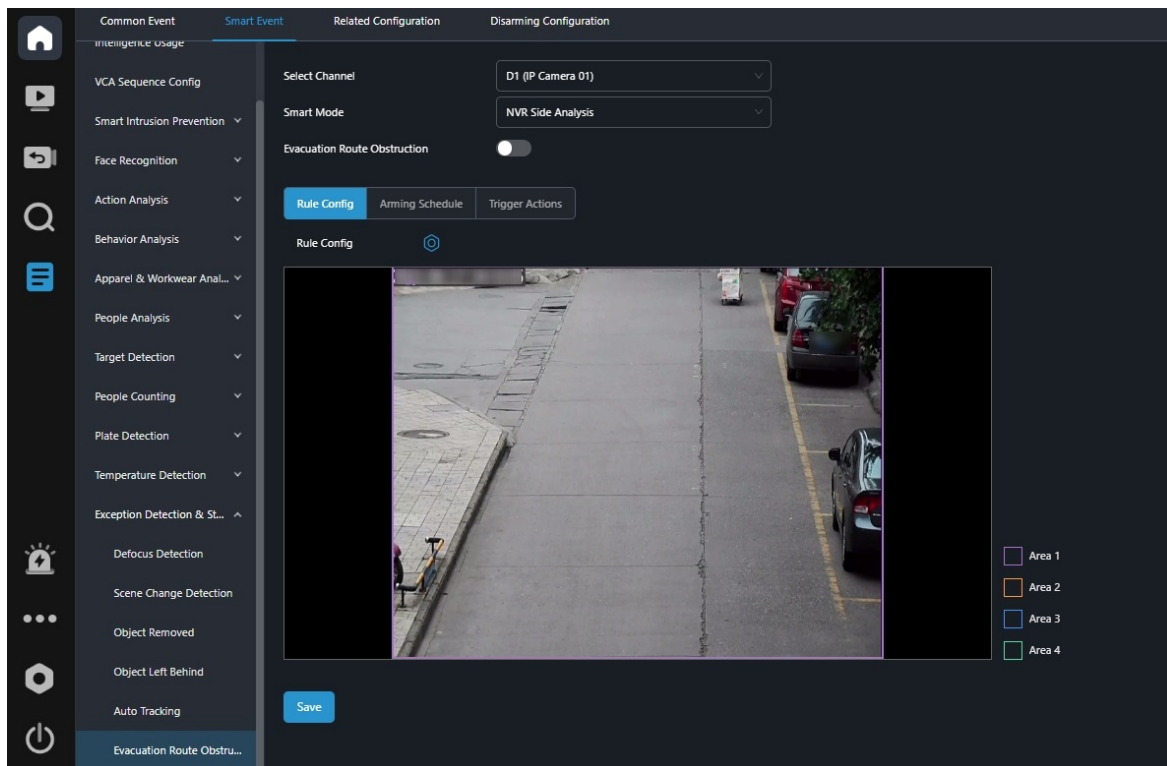 Common Event
Smart Event
Related Configuration
Disarming Configuration
Intelligence Usage
VCA Sequence Config
Smart Intrusion Prevention
Face Recognition
Action Analysis
Behavior Analysis
Apparel & Workwear Anal...
People Analysis
Target Detection
People Counting
Plate Detection
Temperature Detection
Exception Detection & St...
Defocus Detection
Scene Change Detection
Object Removed
Object Left Behind
Auto Tracking
Evacuation Route Obstru...
Select Channel
D1 (IP Camera 01)
Smart Mode
NVR Side Analysis
Evacuation Route Obstruction
Rule Config
Arming Schedule
Trigger Actions
Rule Config
Area 1
Area 2
Area 3
Area 4
Save